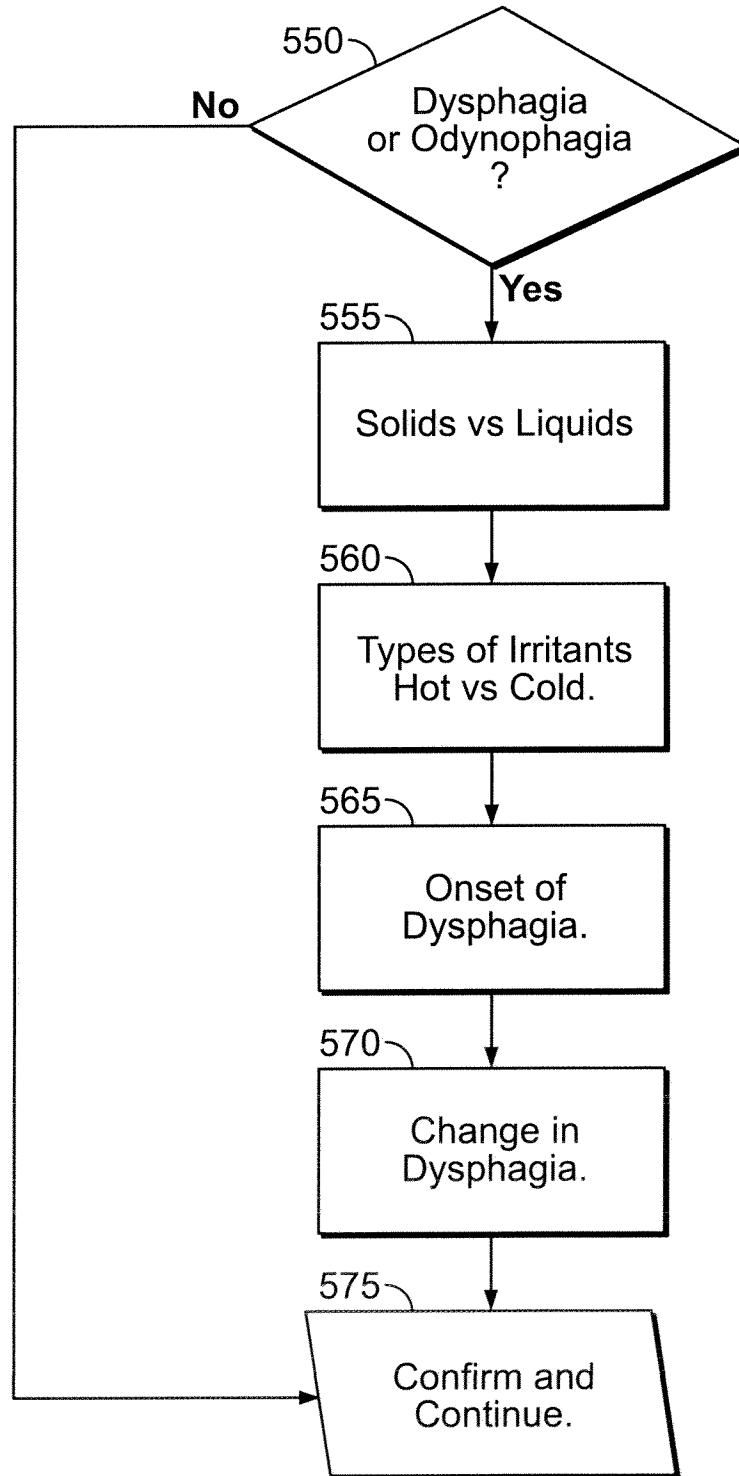 550
No
Dysphagia
or Odynophagia
?
Yes
555
Solids vs Liquids
560
Types of Irritants
Hot vs Cold.
565
Onset of
Dysphagia.
570
Change in
Dysphagia.
575
Confirm and
Continue.